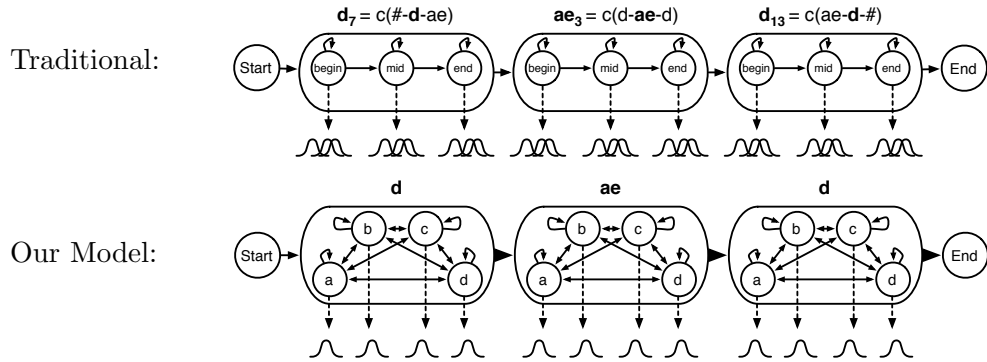 d7 = c(#-d-ae) ae3 = c(d-ae-d) d13 = c(ae-d-#)
Traditional: Start begin mid end begin mid end begin mid end End
d ae d
b c b c b c
Our Model: Start End
a d a d a d